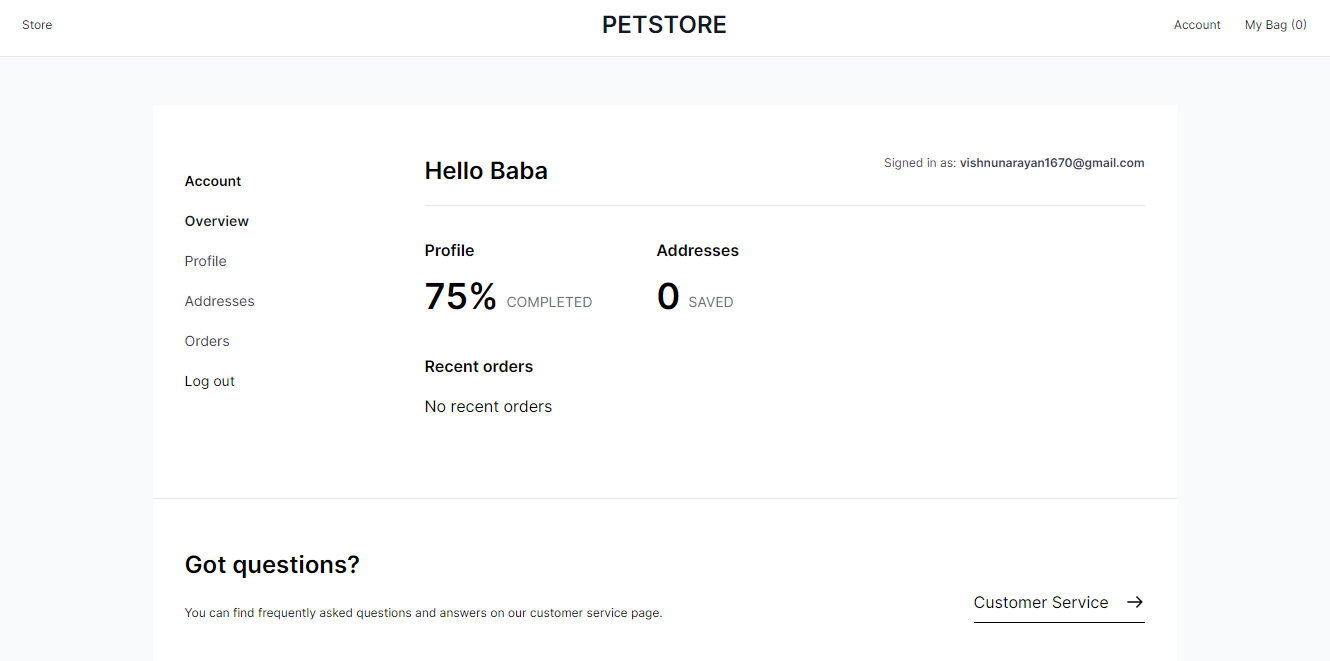 Store
PETSTORE
Account
My Bag (0)
Account
Overview
Profile
Addresses
Orders
Log out
Hello Baba
Signed in as: vishnunarayan1670@gmail.com
Profile
75% COMPLETED
Addresses
0 SAVED
Recent orders
No recent orders
Got questions?
You can find frequently asked questions and answers on our customer service page.
Customer Service →